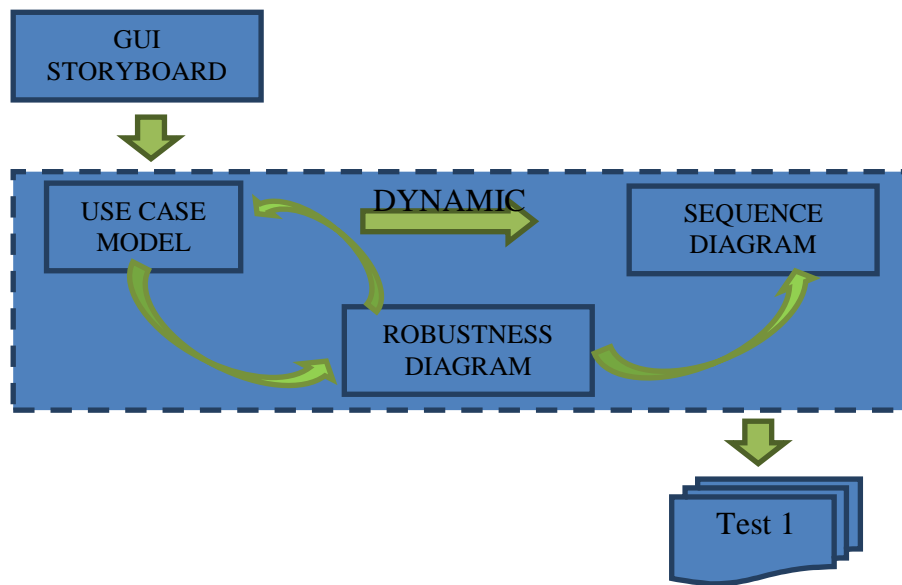 GUI
STORYBOARD
USE CASE
MODEL
DYNAMIC
SEQUENCE
DIAGRAM
ROBUSTNESS
DIAGRAM
Test 1